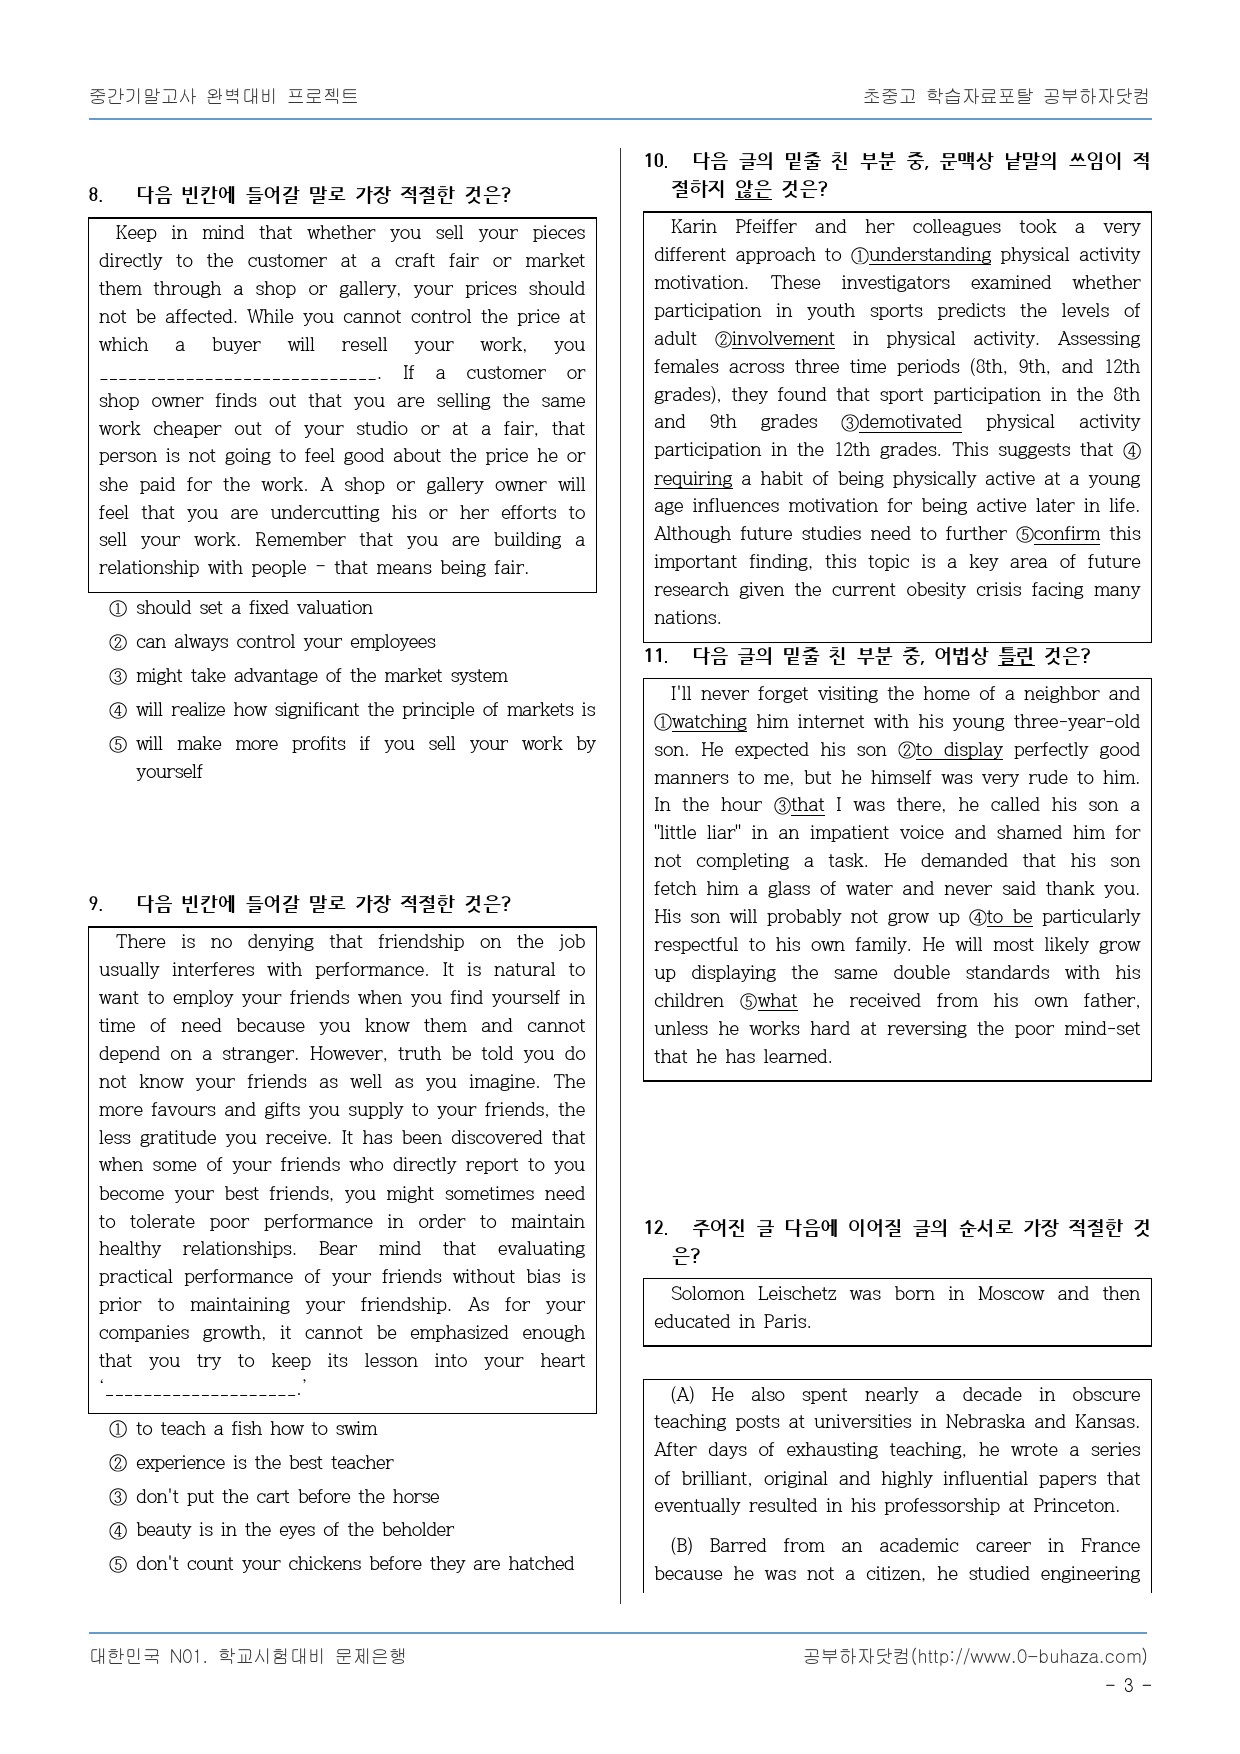 중간기말고사 완벽대비 프로젝트
초중고 학습자료포탈 공부하자닷컴
8. 다음 빈칸에 들어갈 말로 가장 적절한 것은?
Keep in mind that whether you sell your pieces
directly to the customer at a craft fair or market
them through a shop or gallery, your prices should
not be affected. While you cannot control the price at
which a buyer will resell your work, you
_____________________________. If a customer or
shop owner finds out that you are selling the same
work cheaper out of your studio or at a fair, that
person is not going to feel good about the price he or
she paid for the work. A shop or gallery owner will
feel that you are undercutting his or her efforts to
sell your work. Remember that you are building a
relationship with people - that means being fair.
① should set a fixed valuation
② can always control your employees
③ might take advantage of the market system
④ will realize how significant the principle of markets is
⑤ will make more profits if you sell your work by
yourself
9. 다음 빈칸에 들어갈 말로 가장 적절한 것은?
There is no denying that friendship on the job
usually interferes with performance. It is natural to
want to employ your friends when you find yourself in
time of need because you know them and cannot
depend on a stranger. However, truth be told you do
not know your friends as well as you imagine. The
more favours and gifts you supply to your friends, the
less gratitude you receive. It has been discovered that
when some of your friends who directly report to you
become your best friends, you might sometimes need
to tolerate poor performance in order to maintain
healthy relationships. Bear mind that evaluating
practical performance of your friends without bias is
prior to maintaining your friendship. As for your
companies growth, it cannot be emphasized enough
that you try to keep its lesson into your heart
‘____________________.’
① to teach a fish how to swim
② experience is the best teacher
③ don't put the cart before the horse
④ beauty is in the eyes of the beholder
⑤ don't count your chickens before they are hatched
10. 다음 글의 밑줄 친 부분 중, 문맥상 낱말의 쓰임이 적
절하지 않은 것은?
Karin Pfeiffer and her colleagues took a very
different approach to ①understanding physical activity
motivation. These investigators examined whether
participation in youth sports predicts the levels of
adult ②involvement in physical activity. Assessing
females across three time periods (8th, 9th, and 12th
grades), they found that sport participation in the 8th
and 9th grades ③demotivated physical activity
participation in the 12th grades. This suggests that ④
requiring a habit of being physically active at a young
age influences motivation for being active later in life.
Although future studies need to further ⑤confirm this
important finding, this topic is a key area of future
research given the current obesity crisis facing many
nations.
11. 다음 글의 밑줄 친 부분 중, 어법상 틀린 것은?
I'll never forget visiting the home of a neighbor and
①watching him internet with his young three-year-old
son. He expected his son ②to display perfectly good
manners to me, but he himself was very rude to him.
In the hour ③that I was there, he called his son a
"little liar" in an impatient voice and shamed him for
not completing a task. He demanded that his son
fetch him a glass of water and never said thank you.
His son will probably not grow up ④to be particularly
respectful to his own family. He will most likely grow
up displaying the same double standards with his
children ⑤what he received from his own father,
unless he works hard at reversing the poor mind-set
that he has learned.
12. 주어진 글 다음에 이어질 글의 순서로 가장 적절한 것
은?
Solomon Leischetz was born in Moscow and then
educated in Paris.
(A) He also spent nearly a decade in obscure
teaching posts at universities in Nebraska and Kansas.
After days of exhausting teaching, he wrote a series
of brilliant, original and highly influential papers that
eventually resulted in his professorship at Princeton.
(B) Barred from an academic career in France
because he was not a citizen, he studied engineering
대한민국 N01. 학교시험대비 문제은행
공부하자닷컴(http://www.0-buhaza.com)
- 3 -